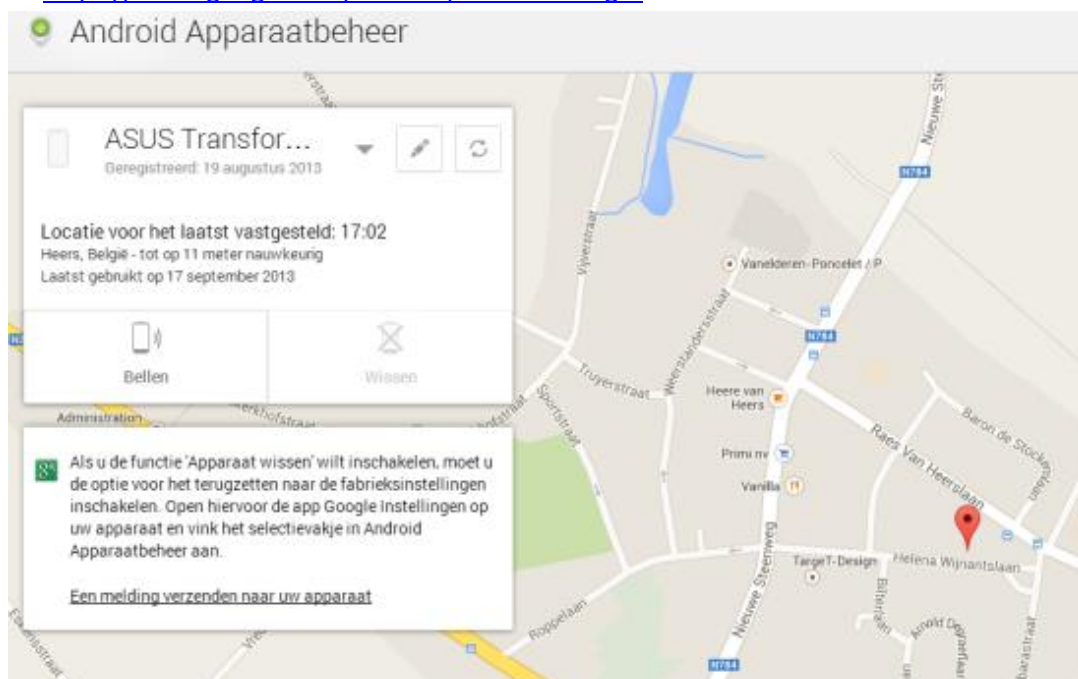 Android Apparaatbeheer
ASUS Transfor...
Geregistreerd: 19 augustus 2013
Locatie voor het laatst vastgesteld: 17:02
Heers, België - tot op 11 meter nauwkeurig
Laatst gebruikt op 17 september 2013
Bellen
Wissen
Als u de functie 'Apparaat wissen' wilt inschakelen, moet u
de optie voor het terugzetten naar de fabrieksinstellingen
inschakelen. Open hiervoor de app Google Instellingen op
uw apparaat en vink het selectievakje in Android
Apparaatbeheer aan.
Een melding verzenden naar uw apparaat
Administration
Nieuwe St
N784
Vijverstraat
Vanelderen-Poncelet / P
N784
Weerstandersstraat
Truyerstraat
Sportstraat
Heere van
Heers
Baron de Stockem
Raes Van Heerslaan
Primi nv
Vanilla
Nieuwe Steenweg
TargeT-Design
Helena Wijnantslaan
Roppelaan
N784